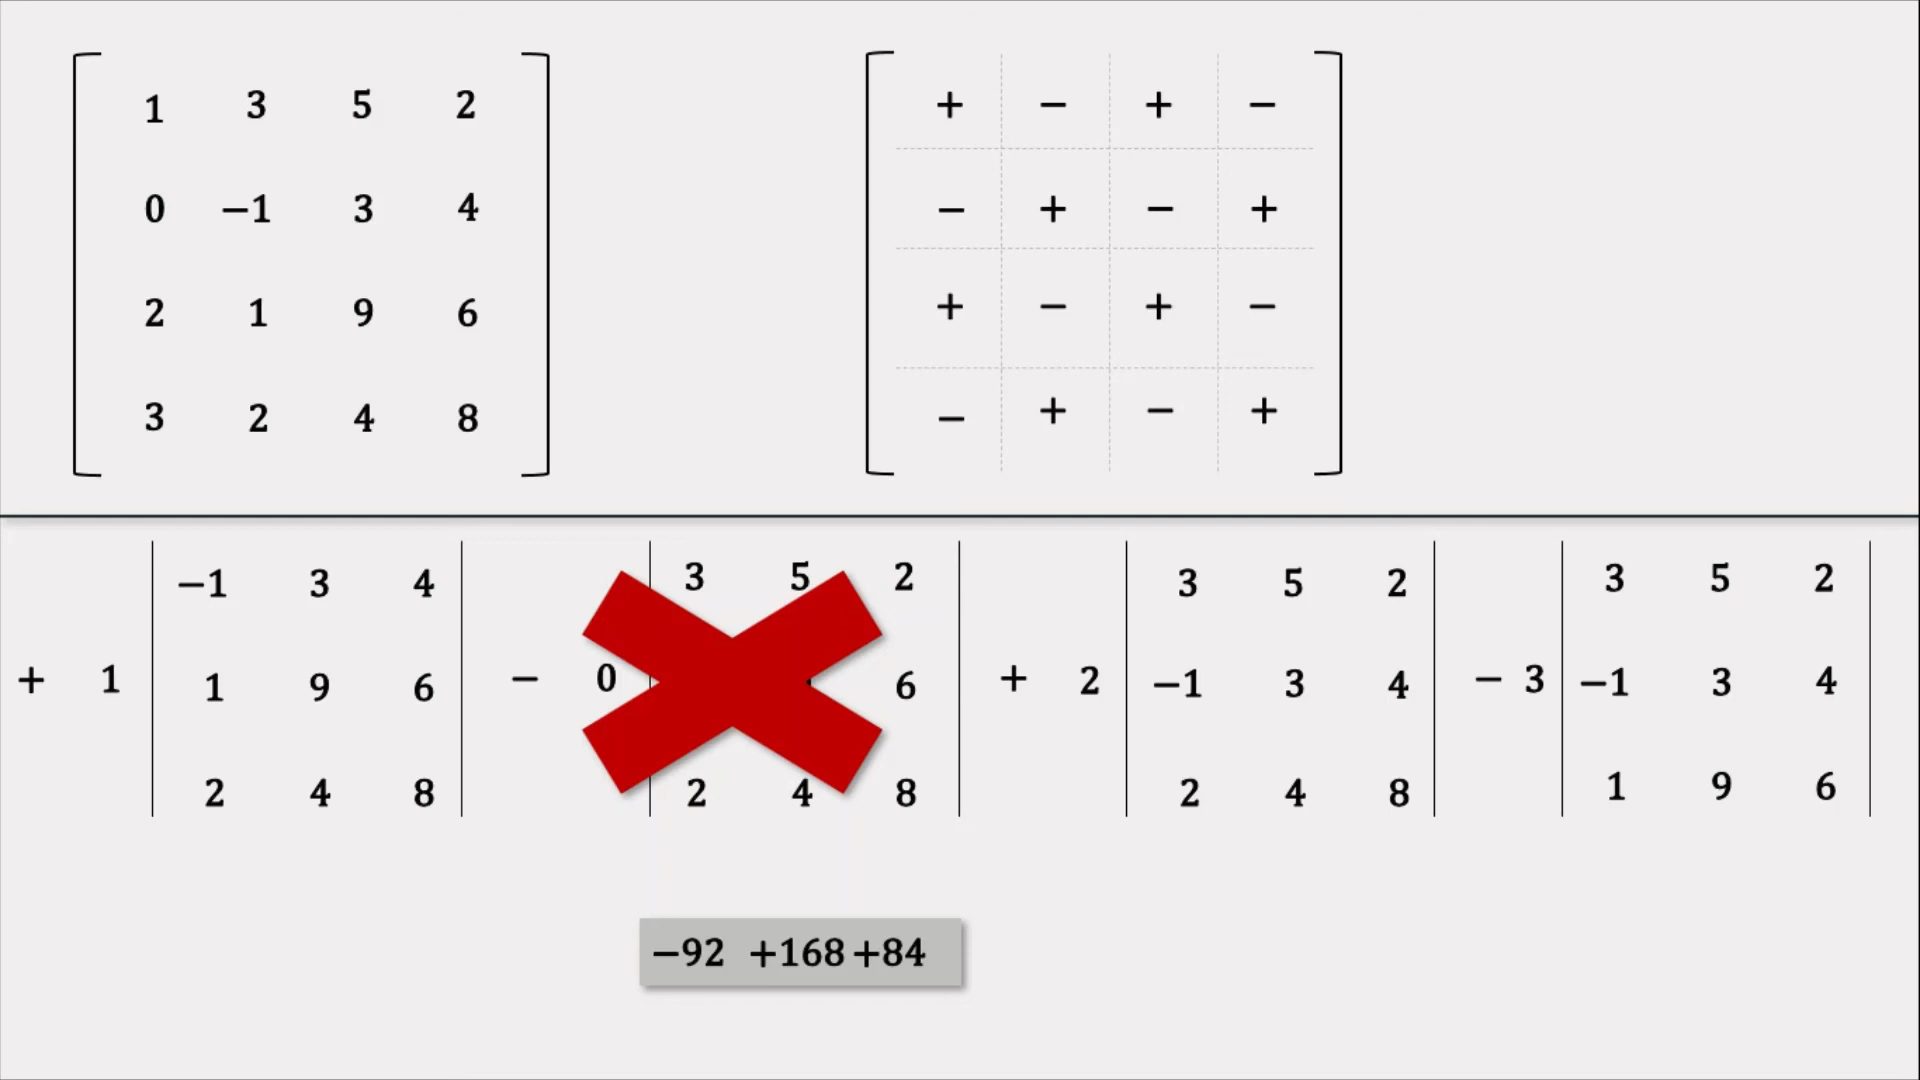 1 3 5 2
0 −1 3 4
2 1 9 6
3 2 4 8
+ − + −
− + − +
+ − + −
− + − +
−1 3 4 3 5 2 3 5 2 3 5 2
+ 1 1 9 6 − 0 6 + 2 −1 3 4 − 3 −1 3 4
2 4 8 2 4 8 2 4 8 1 9 6
−92 +168 +84